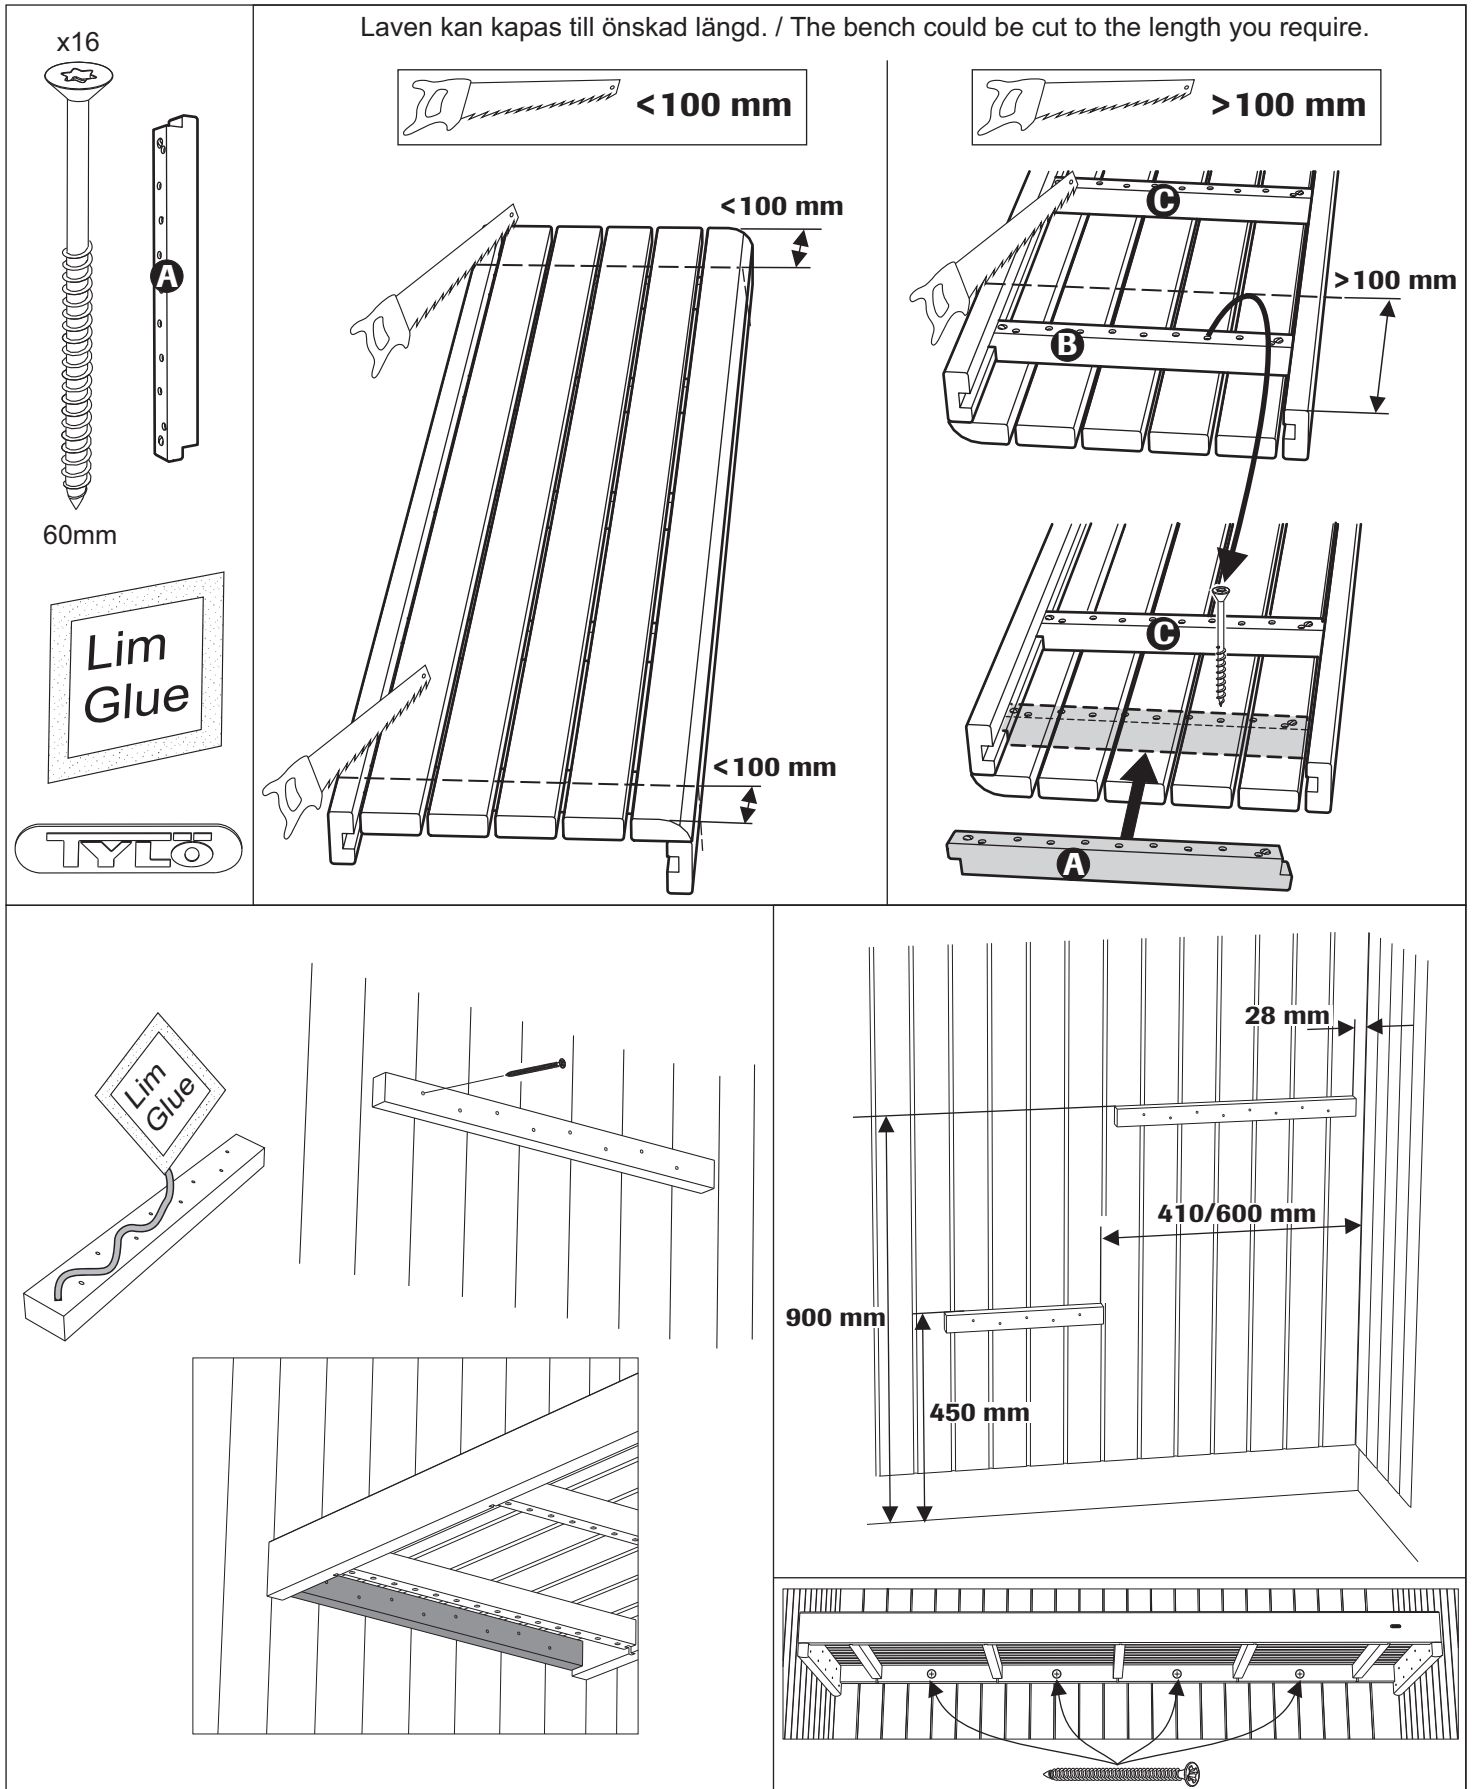 Laven kan kapas till önskad längd. / The bench could be cut to the length you require.
x16
A
60mm
Lim
Glue
TYLÖ
<100 mm
<100 mm
<100 mm
>100 mm
C
>100 mm
B
C
A
Lim
Glue
28 mm
410/600 mm
900 mm
450 mm